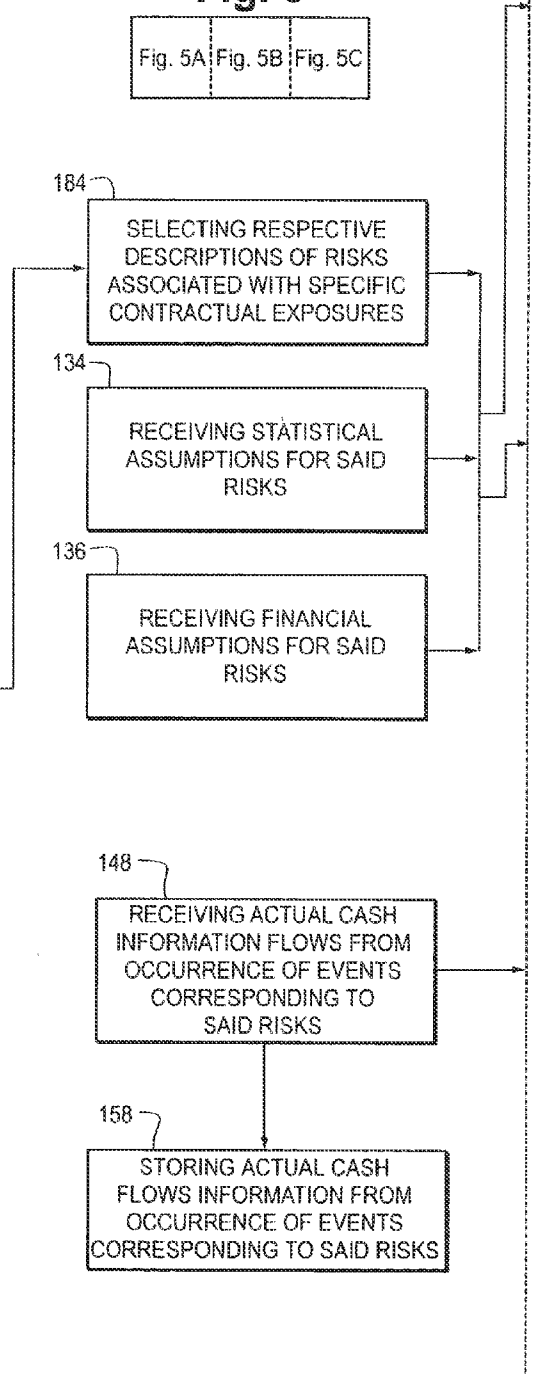 Fig. 5A Fig. 5B Fig. 5C
184
SELECTING RESPECTIVE
DESCRIPTIONS OF RISKS
ASSOCIATED WITH SPECIFIC
CONTRACTUAL EXPOSURES
134
RECEIVING STATISTICAL
ASSUMPTIONS FOR SAID
RISKS
136
RECEIVING FINANCIAL
ASSUMPTIONS FOR SAID
RISKS
148
RECEIVING ACTUAL CASH
INFORMATION FLOWS FROM
OCCURRENCE OF EVENTS
CORRESPONDING TO
SAID RISKS
158
STORING ACTUAL CASH
FLOWS INFORMATION FROM
OCCURRENCE OF EVENTS
CORRESPONDING TO SAID RISKS